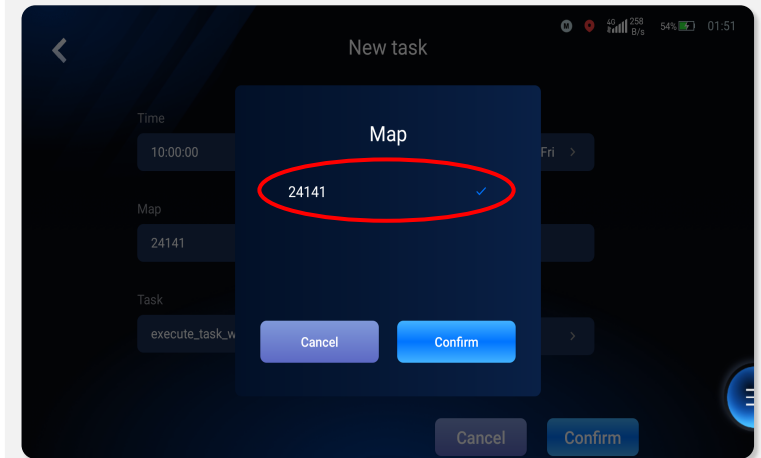 M 4G 258 B/s 54% 01:51
New task
Time
10:00:00
Fri
Map
24141
Task
execute_task_w
Map
24141
Cancel Confirm
Cancel Confirm